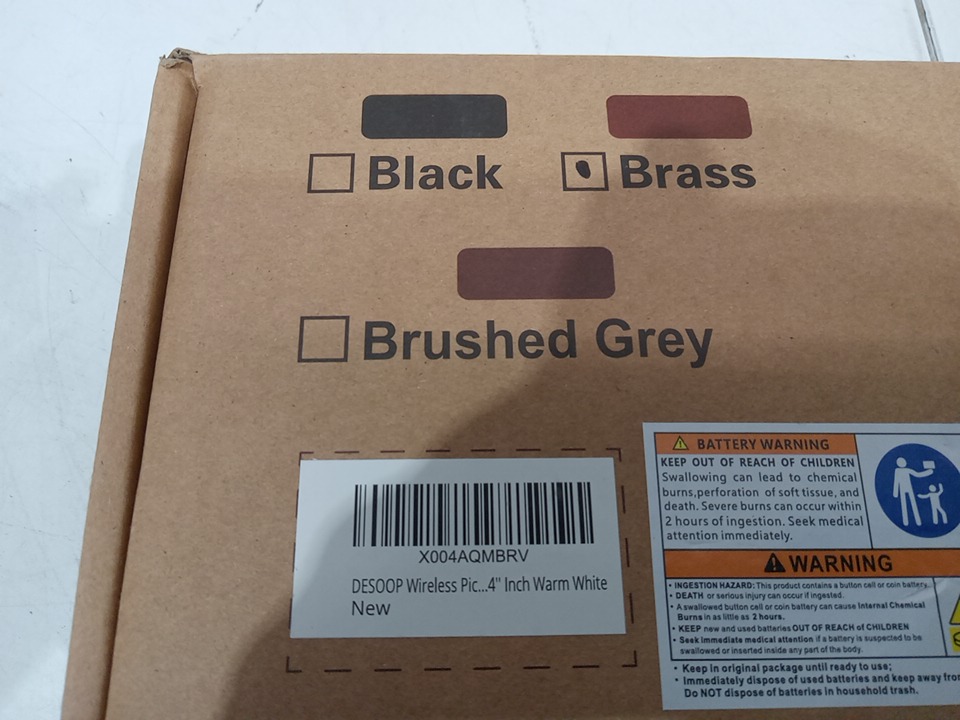 Black
Brass
Brushed Grey
X004AQMBRV
DESOOP Wireless Pic...4" Inch Warm White
New
BATTERY WARNING
KEEP OUT OF REACH OF CHILDREN
Swallowing can lead to chemical
burns,perforation of soft tissue, and
death. Severe burns can occur within
2 hours of ingestion. Seek medical
attention immediately.
WARNING
• INGESTION HAZARD: This product contains a button cell or coin battery.
• DEATH or serious injury can occur if ingested.
• A swallowed button cell or coin battery can cause Internal Chemical
Burns in as little as 2 hours.
• KEEP new and used batteries OUT OF REACH of CHILDREN
• Seek immediate medical attention if a battery is suspected to be
swallowed or inserted inside any part of the body.
• Keep in original package until ready to use;
• Immediately dispose of used batteries and keep away from
Do NOT dispose of batteries in household trash.